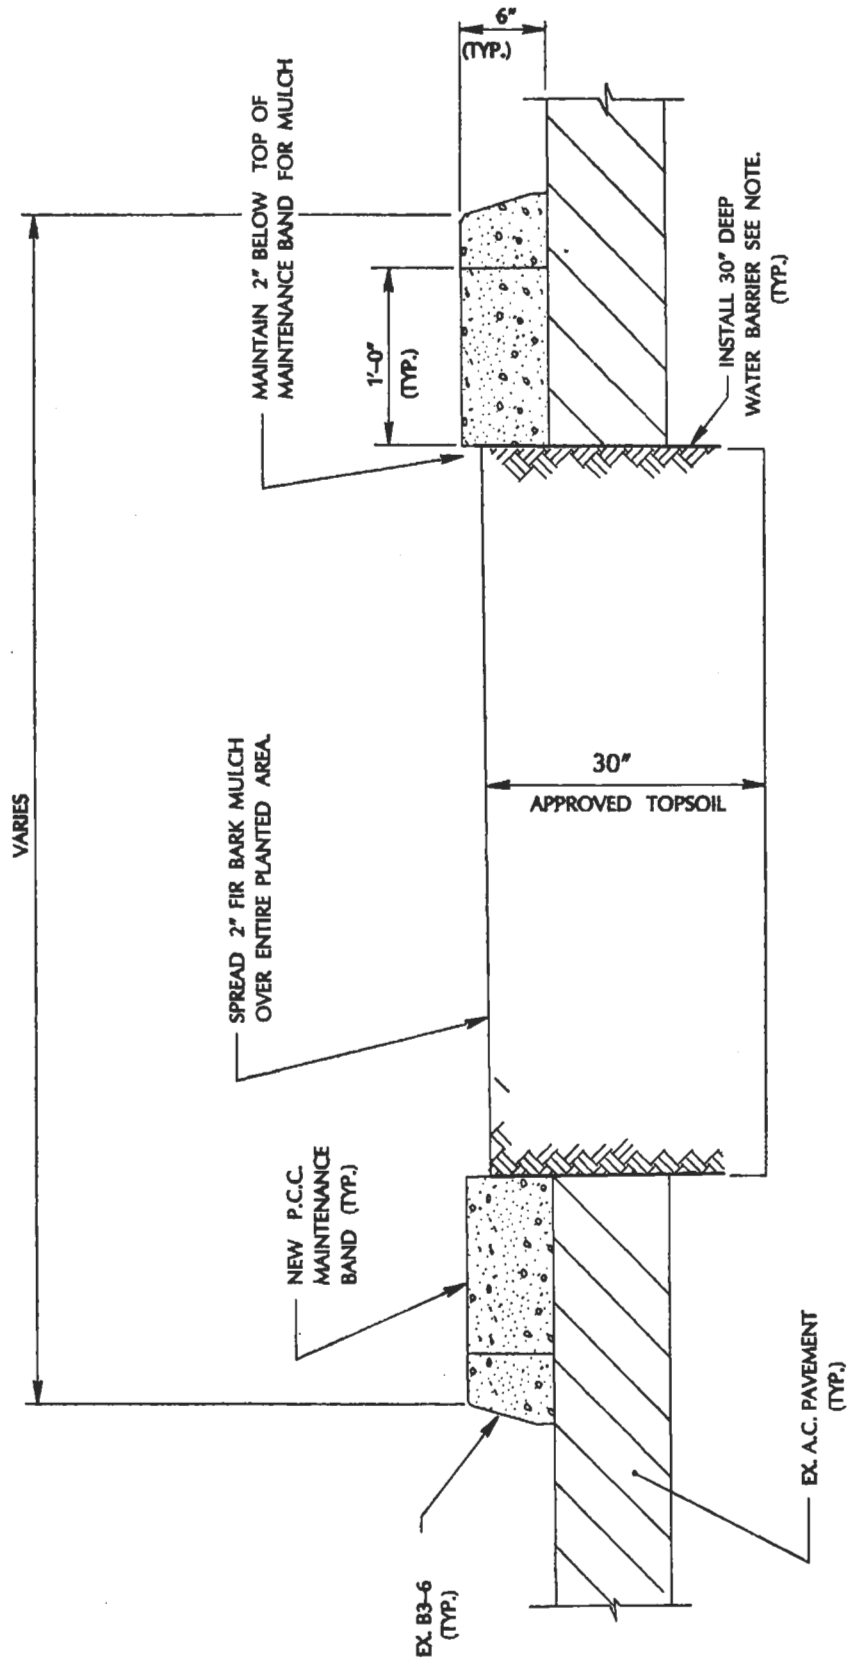 VARIES
6"
(TYP.)
MAINTAIN 2" BELOW TOP OF
MAINTENANCE BAND FOR MULCH
1'-0"
(TYP.)
SPREAD 2" FIR BARK MULCH
OVER ENTIRE PLANTED AREA.
NEW P.C.C.
MAINTENANCE
BAND (TYP.)
30"
APPROVED TOPSOIL
INSTALL 30" DEEP
WATER BARRIER SEE NOTE.
(TYP.)
EX. B3-6
(TYP.)
EX. A.C. PAVEMENT
(TYP.)